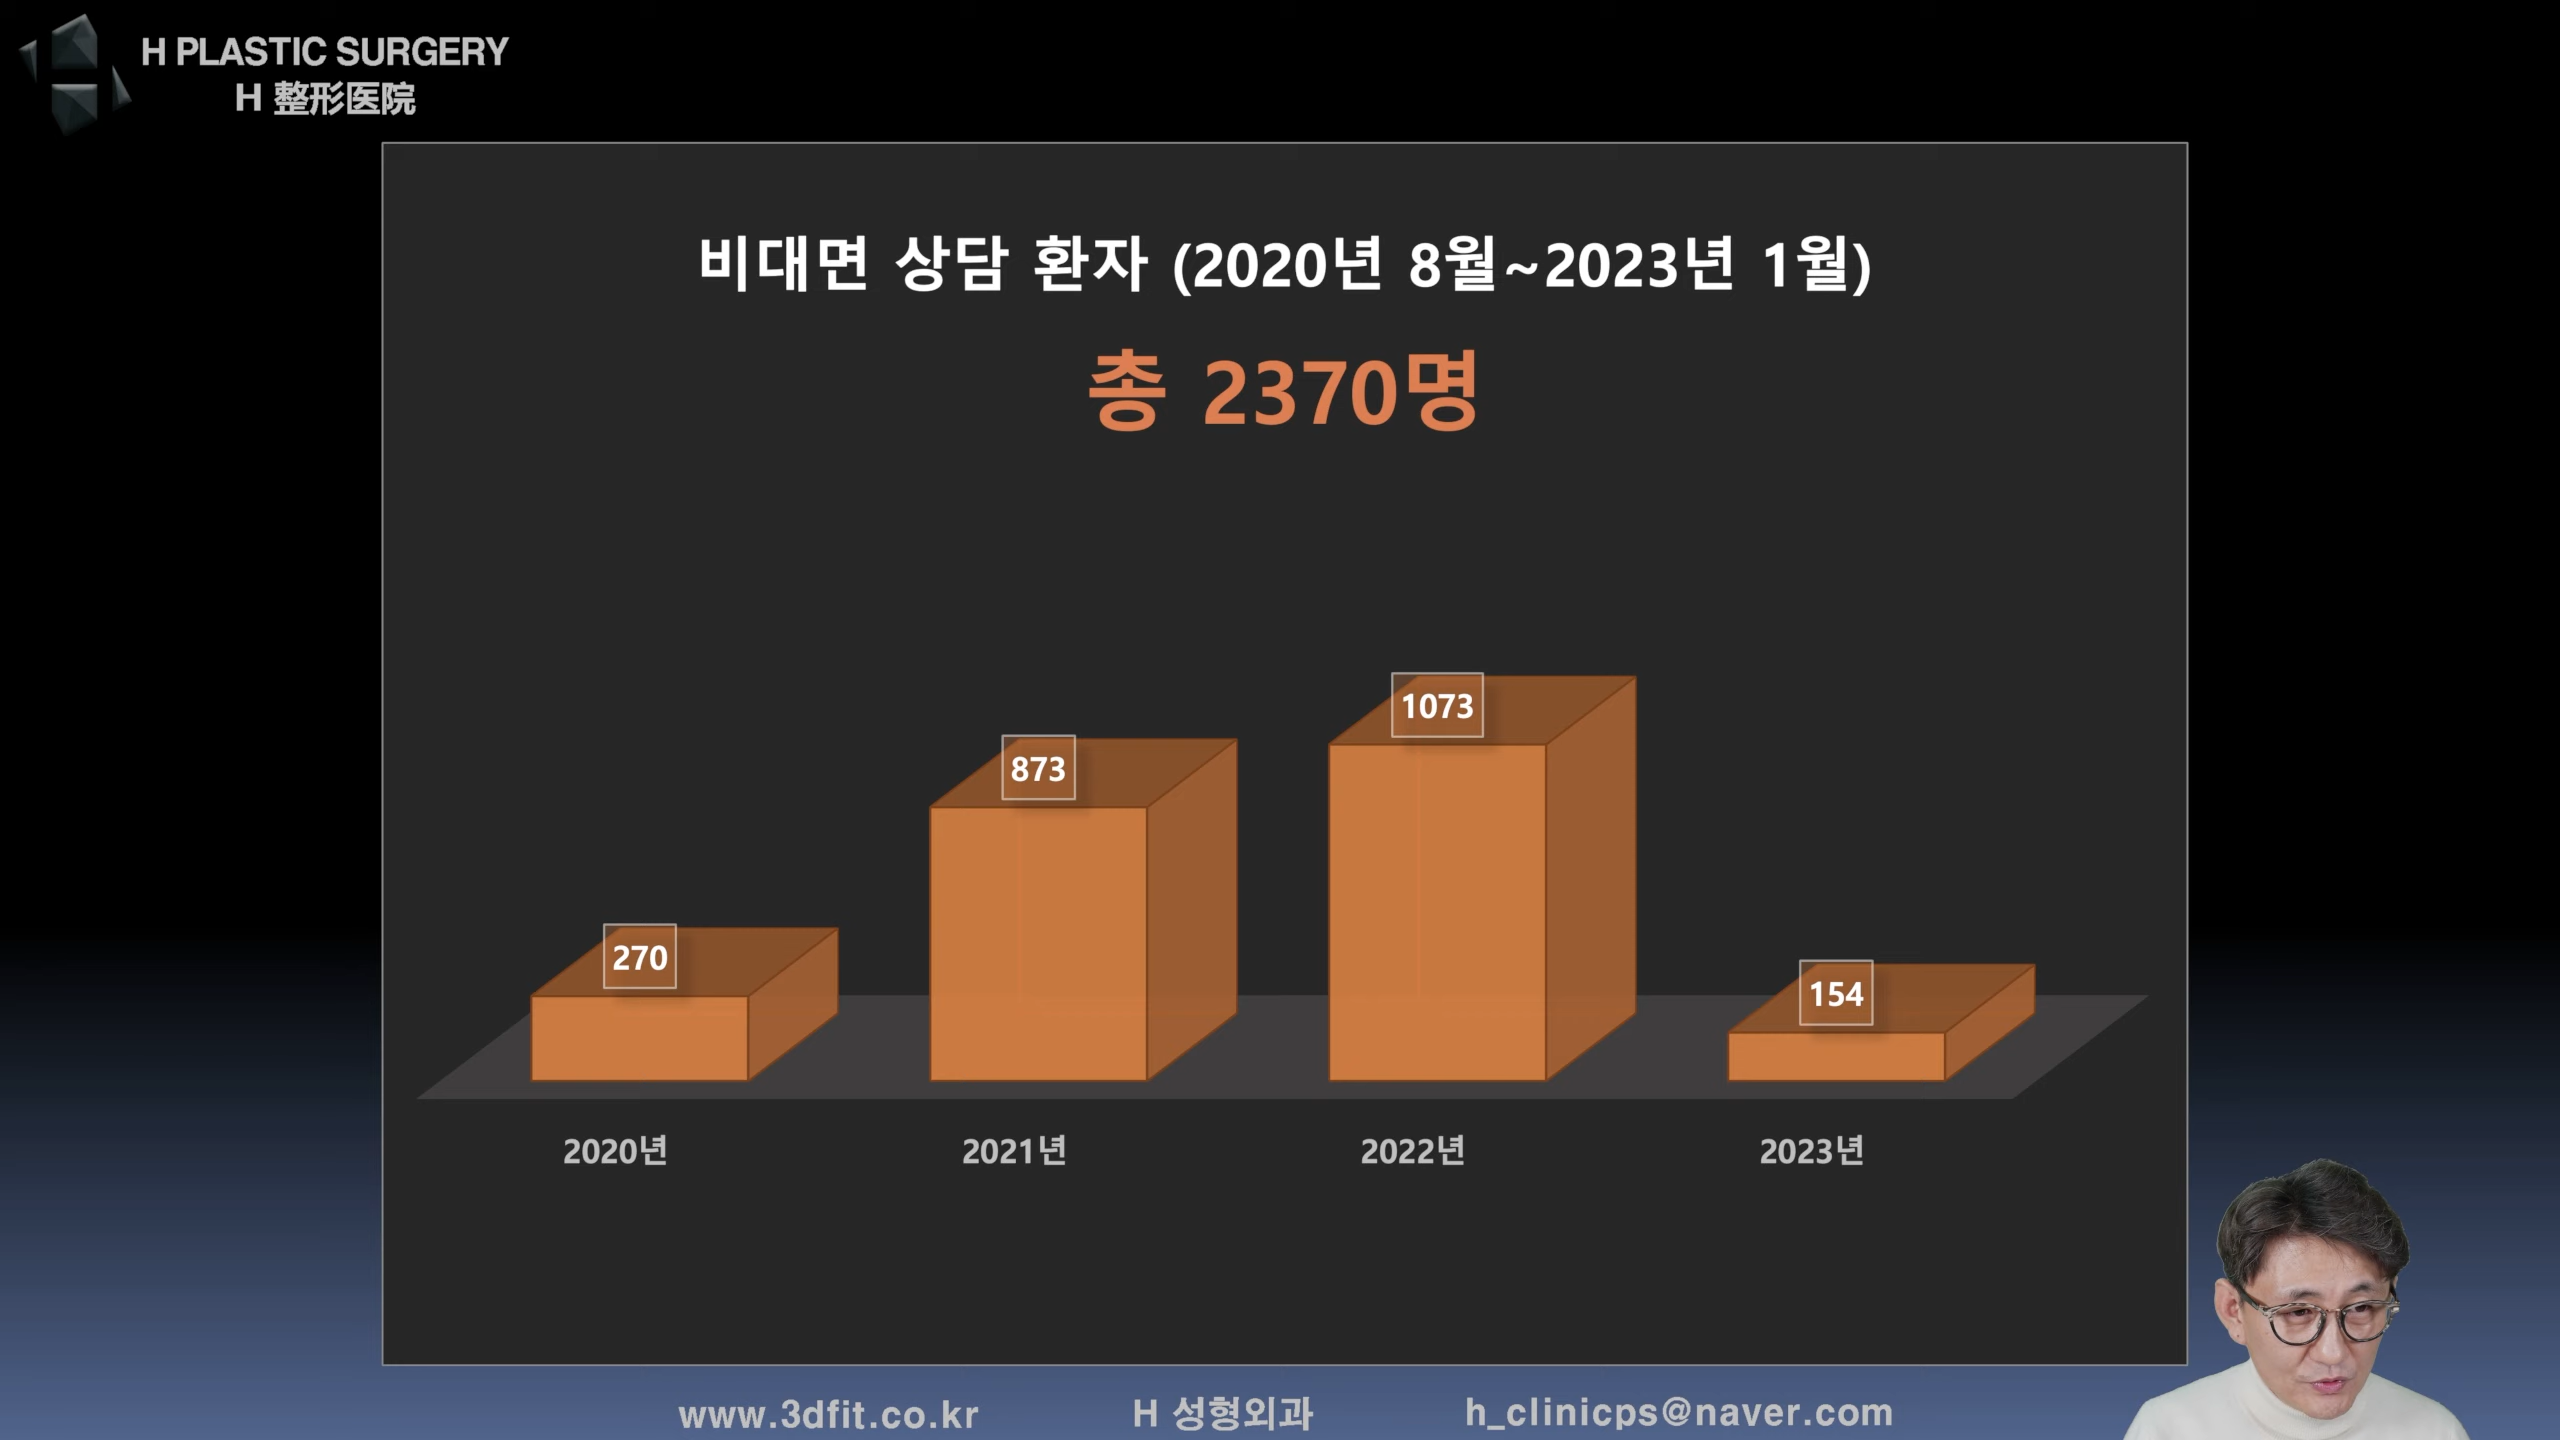 H PLASTIC SURGERY
H 整形医院
비대면 상담 환자 (2020년 8월~2023년 1월)
총 2370명
270
873
1073
154
2020년
2021년
2022년
2023년
www.3dfit.co.kr
H 성형외과
h_clinicps@naver.com